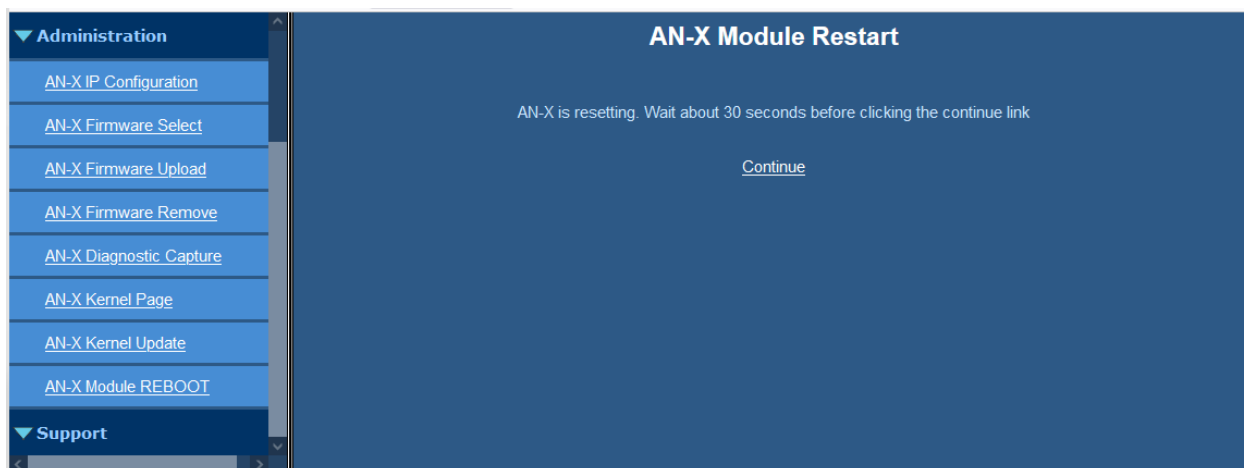 Administration
AN-X IP Configuration
AN-X Firmware Select
AN-X Firmware Upload
AN-X Firmware Remove
AN-X Diagnostic Capture
AN-X Kernel Page
AN-X Kernel Update
AN-X Module REBOOT
Support
AN-X Module Restart
AN-X is resetting. Wait about 30 seconds before clicking the continue link
Continue